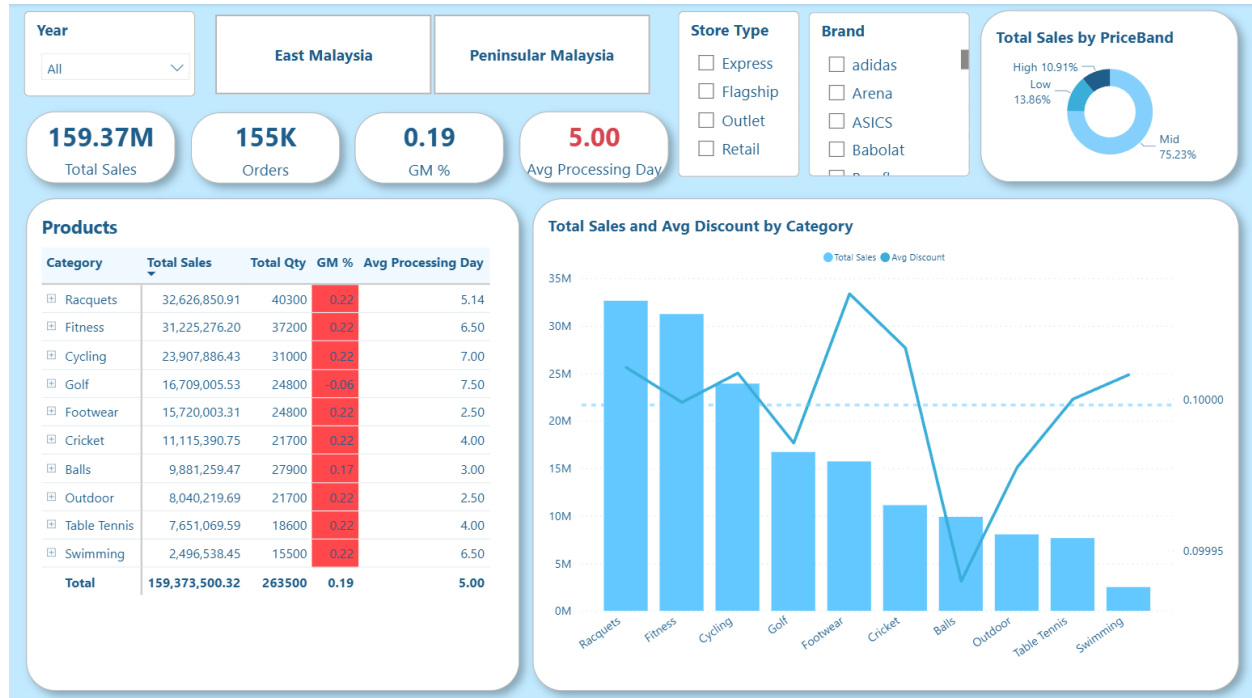 Year
All
East Malaysia
Peninsular Malaysia
Store Type
Express
Flagship
Outlet
Retail
Brand
adidas
Arena
ASICS
Babolat
Total Sales by PriceBand
High 10.91%
Low
13.86%
Mid
75.23%
159.37M
Total Sales
155K
Orders
0.19
GM %
5.00
Avg Processing Day
Products
Category Total Sales Total Qty GM % Avg Processing Day
Racquets 32,626,850.91 40300 0.22 5.14
Fitness 31,225,276.20 37200 0.22 6.50
Cycling 23,907,886.43 31000 0.22 7.00
Golf 16,709,005.53 24800 -0.06 7.50
Footwear 15,720,003.31 24800 0.22 2.50
Cricket 11,115,390.75 21700 0.22 4.00
Balls 9,881,259.47 27900 0.17 3.00
Outdoor 8,040,219.69 21700 0.22 2.50
Table Tennis 7,651,069.59 18600 0.22 4.00
Swimming 2,496,538.45 15500 0.22 6.50
Total 159,373,500.32 263500 0.19 5.00
Total Sales and Avg Discount by Category
Total Sales Avg Discount
35M
30M
25M
20M
15M
10M
5M
0M
0.10000
0.09995
Racquets
Fitness
Cycling
Golf
Footwear
Cricket
Balls
Outdoor
Table Tennis
Swimming